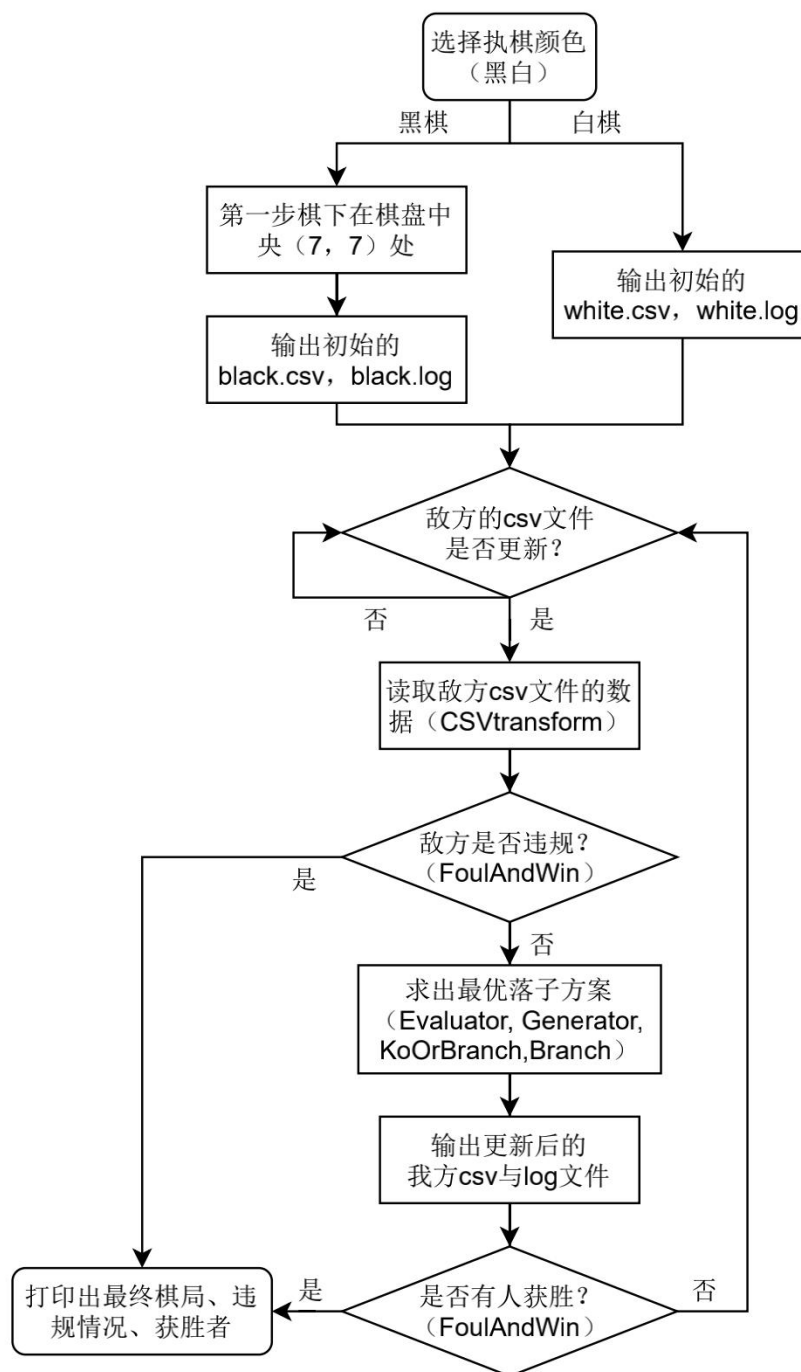 选择执棋颜色
（黑白）
黑棋
白棋
第一步棋下在棋盘中
央（7，7）处
输出初始的
white.csv，white.log
输出初始的
black.csv，black.log
敌方的csv文件
是否更新？
否
是
读取敌方csv文件的数
据（CSVtransform）
敌方是否违规？
（FoulAndWin）
是
否
求出最优落子方案
（Evaluator, Generator,
KoOrBranch,Branch）
输出更新后的
我方csv与log文件
是否有人获胜？
（FoulAndWin）
是
否
打印出最终棋局、违
规情况、获胜者